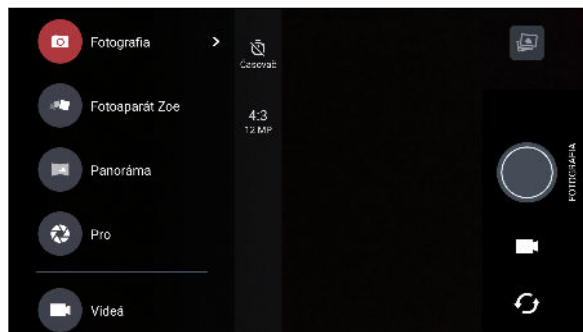 Fotografia
Časovač
Fotoaparát Zoe
4:3
12 MP
Panoráma
Pro
Videá
FOTOGRAFIA